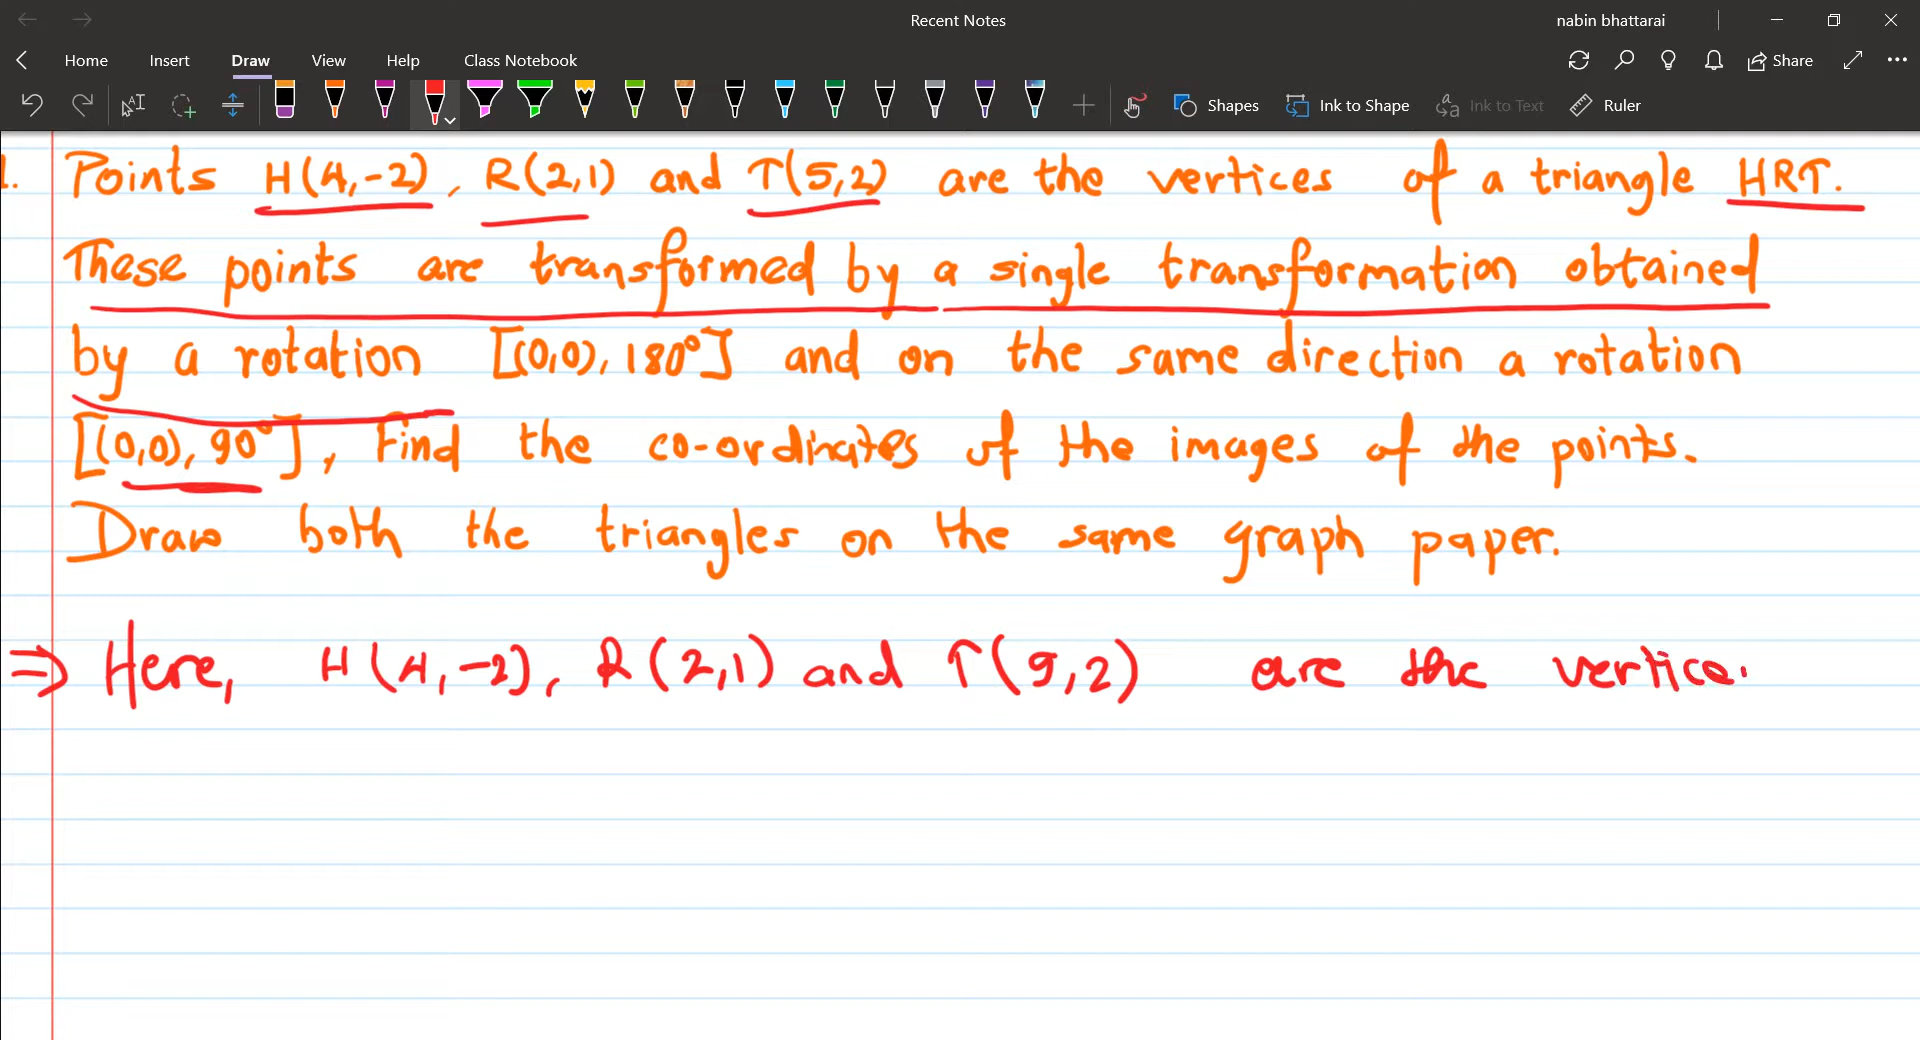 Recent Notes
nabin bhattarai
Home Insert Draw View Help Class Notebook
Share
Shapes Ink to Shape Ink to Text Ruler
1. Points H(4,-2), R(2,1) and T(5,2) are the vertices of a triangle HRT.
These points are transformed by a single transformation obtained
by a rotation [(0,0), 180°] and on the same direction a rotation
[(0,0), 90°], Find the co-ordinates of the images of the points.
Draw both the triangles on the same graph paper.
⇒ Here, H(4,-2), R(2,1) and T(5,2) are the vertice.